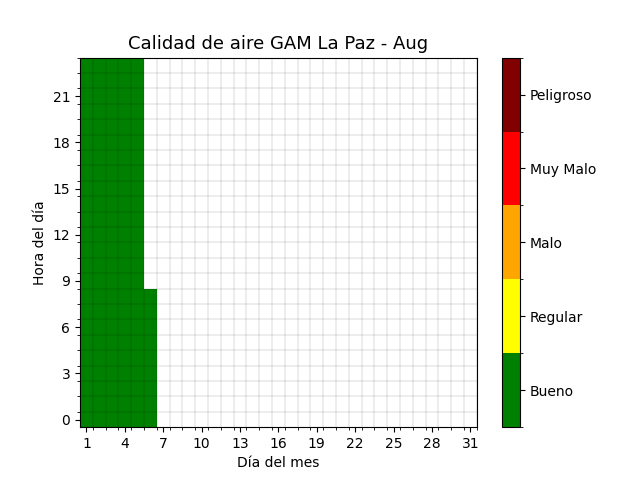 Calidad de aire GAM La Paz - Aug
Hora del día
21
18
15
12
9
6
3
0
1 4 7 10 13 16 19 22 25 28 31
Día del mes
Peligroso
Muy Malo
Malo
Regular
Bueno